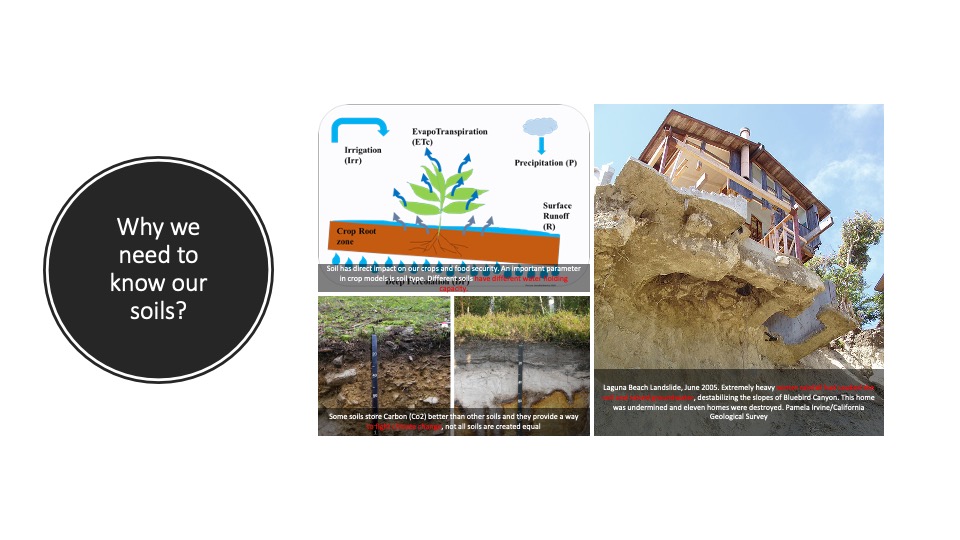 Why we
need to
know our
soils?
Irrigation
(Irr)
EvapoTranspiration
(ETc)
Precipitation (P)
Surface
Runoff
(R)
Crop Root
zone
Deep Percolation (DP)
Soil has direct impact on our crops and food security. An important parameter
in crop models is soil type. Different soils have different water holding
capacity.
Some soils store Carbon (Co2) better than other soils and they provide a way
to fight climate change, not all soils are created equal
Laguna Beach Landslide, June 2005. Extremely heavy
, destabilizing the slopes of Bluebird Canyon. This home
was undermined and eleven homes were destroyed. Pamela Irvine/California
Geological Survey